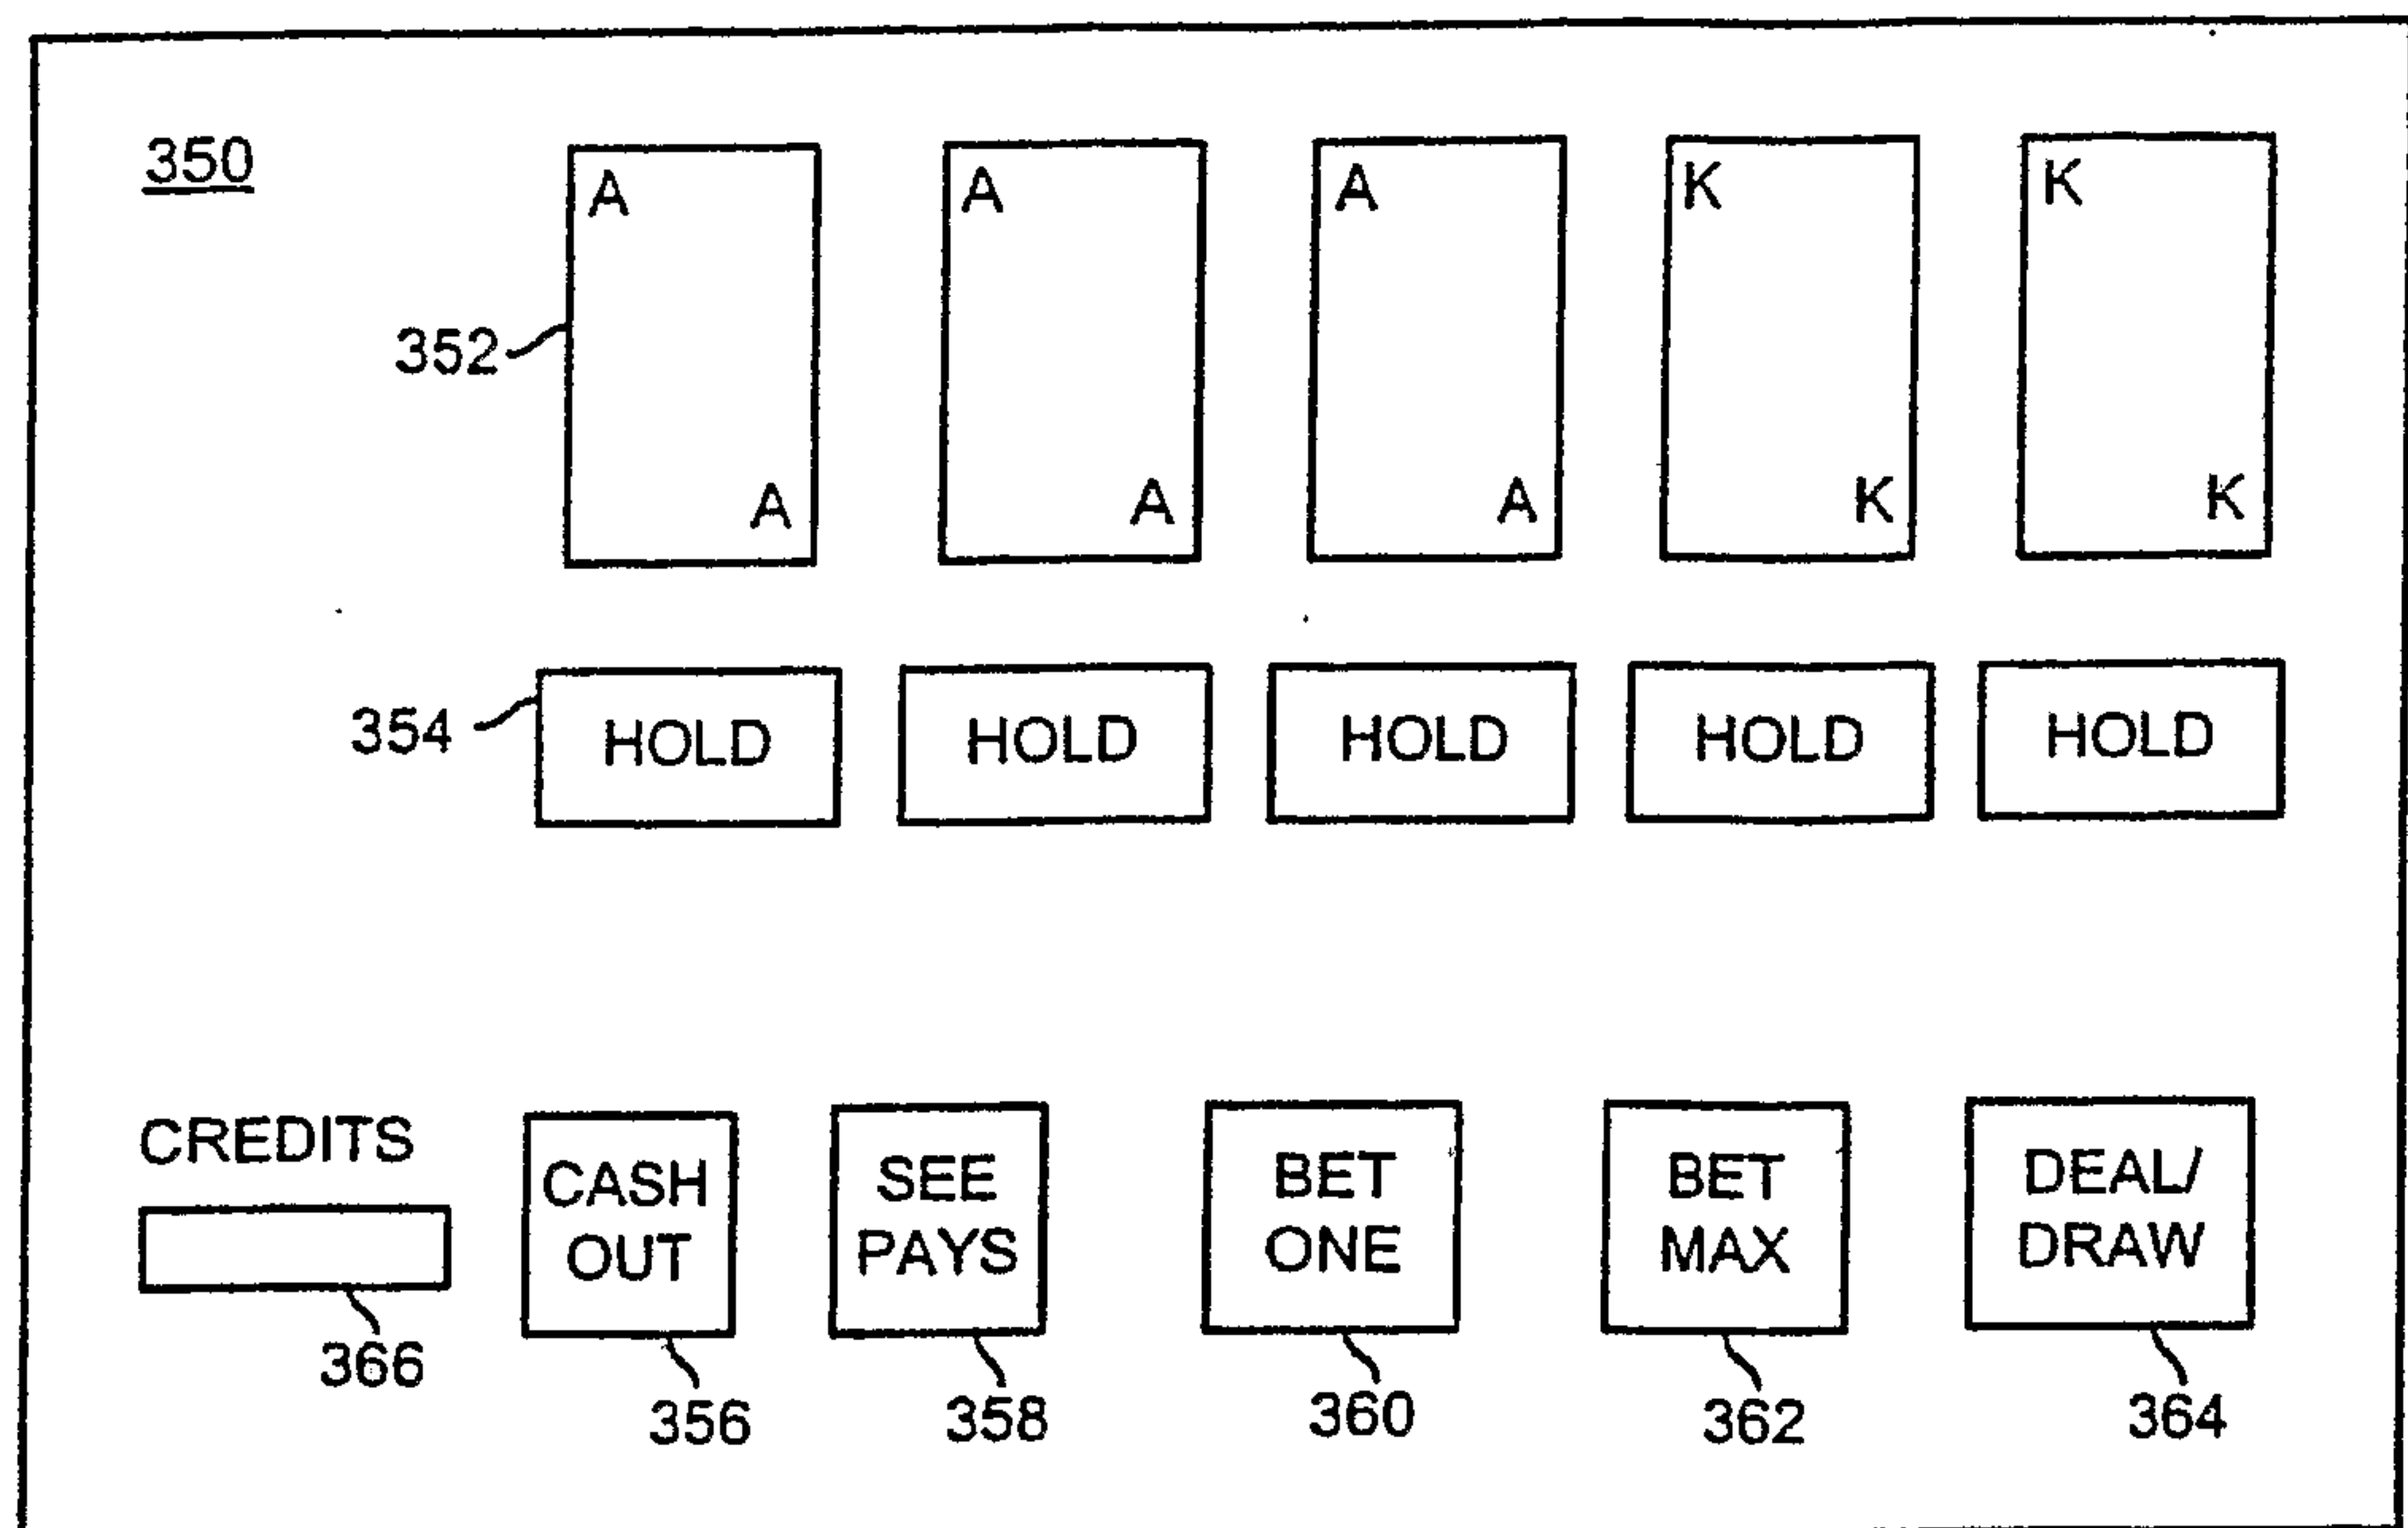 350
A A A K K
352
A A A K K
354 HOLD HOLD HOLD HOLD HOLD
CREDITS
CASH OUT
SEE PAYS
BET ONE
BET MAX
DEAL/ DRAW
366
356 358 360 362 364